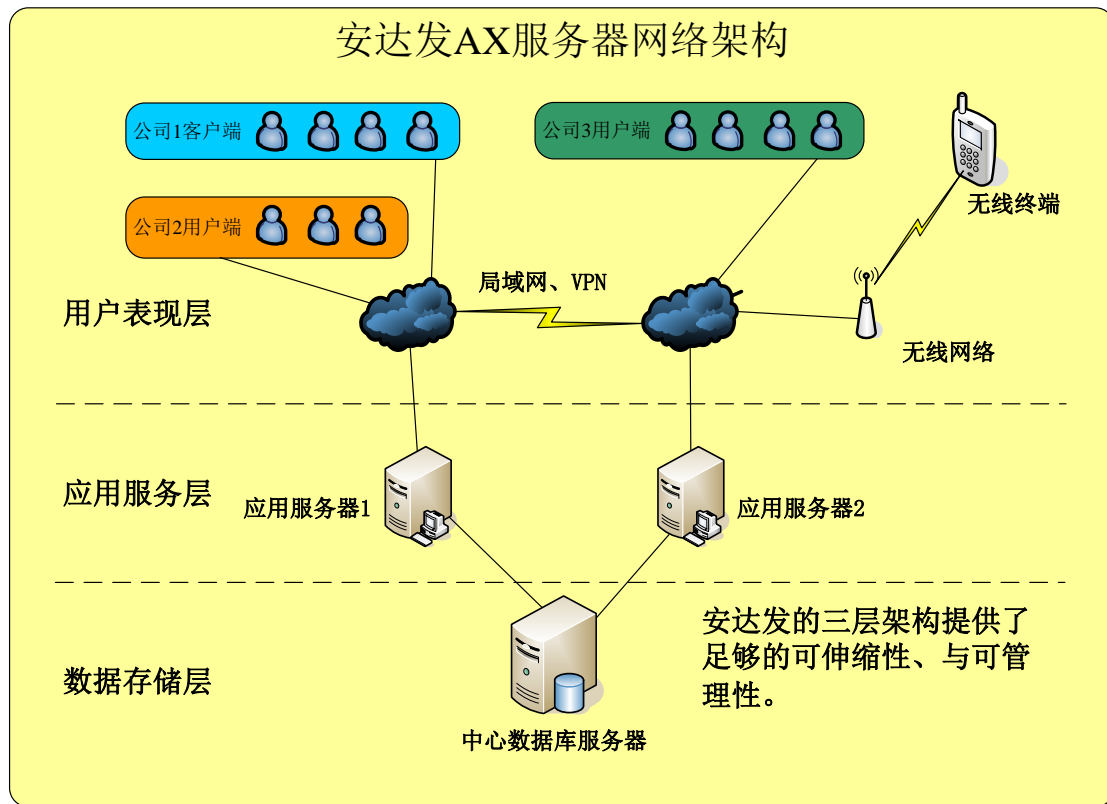 安达发AX服务器网络架构
公司1客户端
公司3用户端
公司2用户端
无线终端
局域网、VPN
用户表现层
无线网络
应用服务层
应用服务器1
应用服务器2
安达发的三层架构提供了
足够的可伸缩性、与可管
理性。
数据存储层
中心数据库服务器